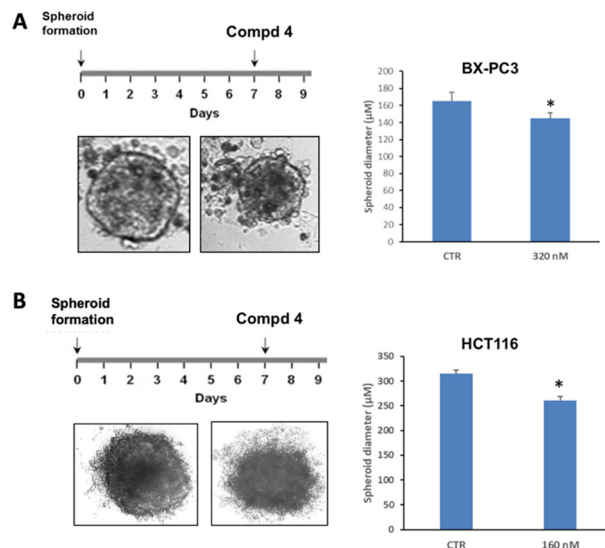 A
Spheroid
formation
Compd 4
0 1 2 3 4 5 6 7 8 9
Days
BX-PC3
Spheroid diameter (µM)
200
180
160
140
120
100
80
60
40
20
0
*
CTR
320 nM
B
Spheroid
formation
Compd 4
0 1 2 3 4 5 6 7 8 9
Days
HCT116
Spheroid diameter (µM)
350
300
250
200
150
100
50
0
*
CTR
160 nM